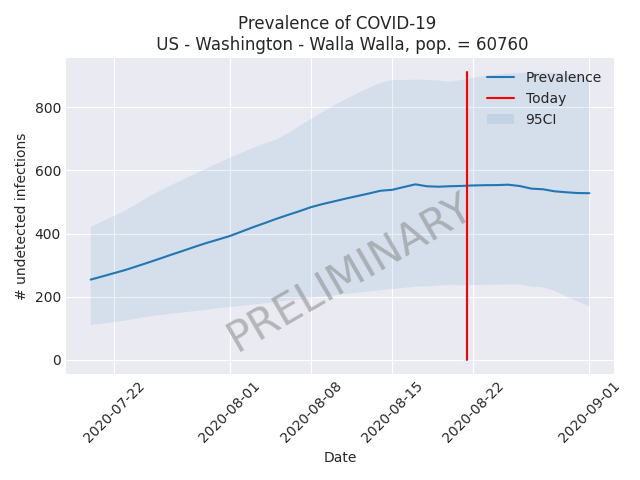 Prevalence of COVID-19
US - Washington - Walla Walla, pop. = 60760
Prevalence
Today
95CI
# undetected infections
800
600
400
200
0
PRELIMINARY
2020-07-22
2020-08-01
2020-08-08
2020-08-15
2020-08-22
2020-09-01
Date